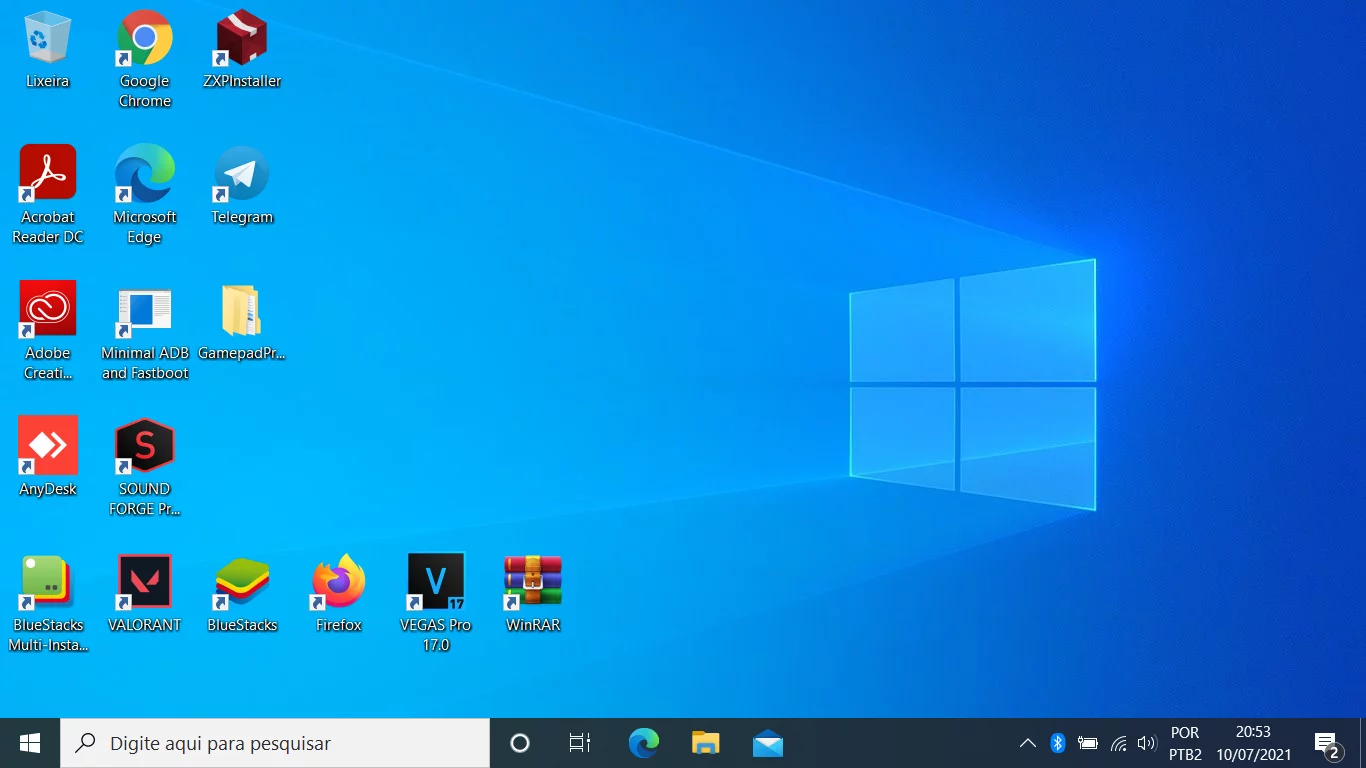 Lixeira
Google
Chrome
ZXPInstaller
Acrobat
Reader DC
Microsoft
Edge
Telegram
Adobe
Creati...
Minimal ADB
and Fastboot
GamepadPr...
AnyDesk
S
SOUND
FORGE Pr...
BlueStacks
Multi-Insta...
VALORANT
BlueStacks
Firefox
V
17
VEGAS Pro
17.0
WinRAR
Digite aqui para pesquisar
POR
PTB2
20:53
10/07/2021
2